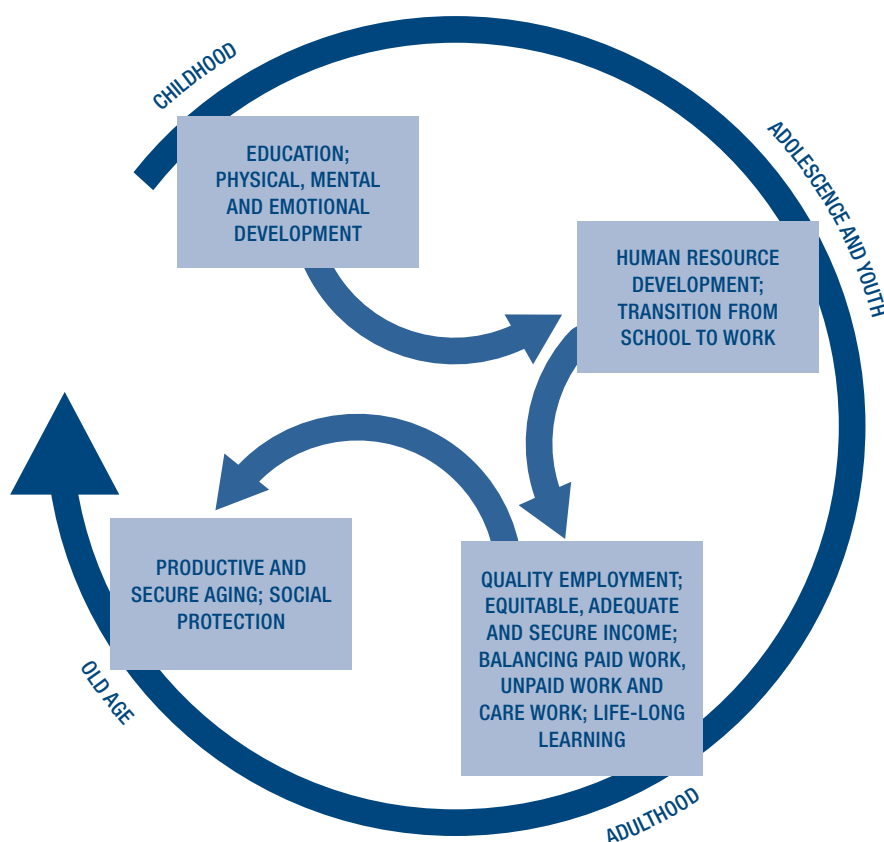 CHILDHOOD
EDUCATION;
PHYSICAL, MENTAL
AND EMOTIONAL
DEVELOPMENT
ADOLESCENCE AND YOUTH
HUMAN RESOURCE
DEVELOPMENT;
TRANSITION FROM
SCHOOL TO WORK
QUALITY EMPLOYMENT;
EQUITABLE, ADEQUATE
AND SECURE INCOME;
BALANCING PAID WORK,
UNPAID WORK AND
CARE WORK; LIFE-LONG
LEARNING
ADULTHOOD
PRODUCTIVE AND
SECURE AGING; SOCIAL
PROTECTION
OLD AGE